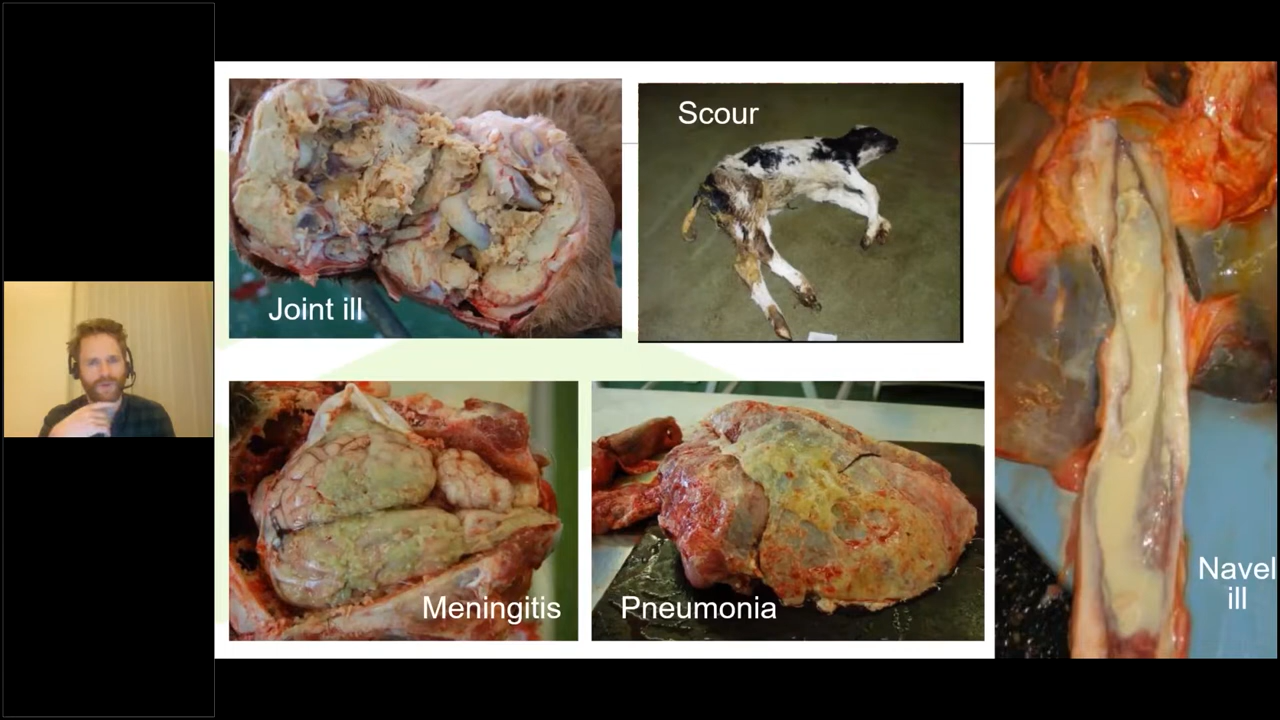 Joint ill
Scour
Meningitis
Pneumonia
Navel
ill